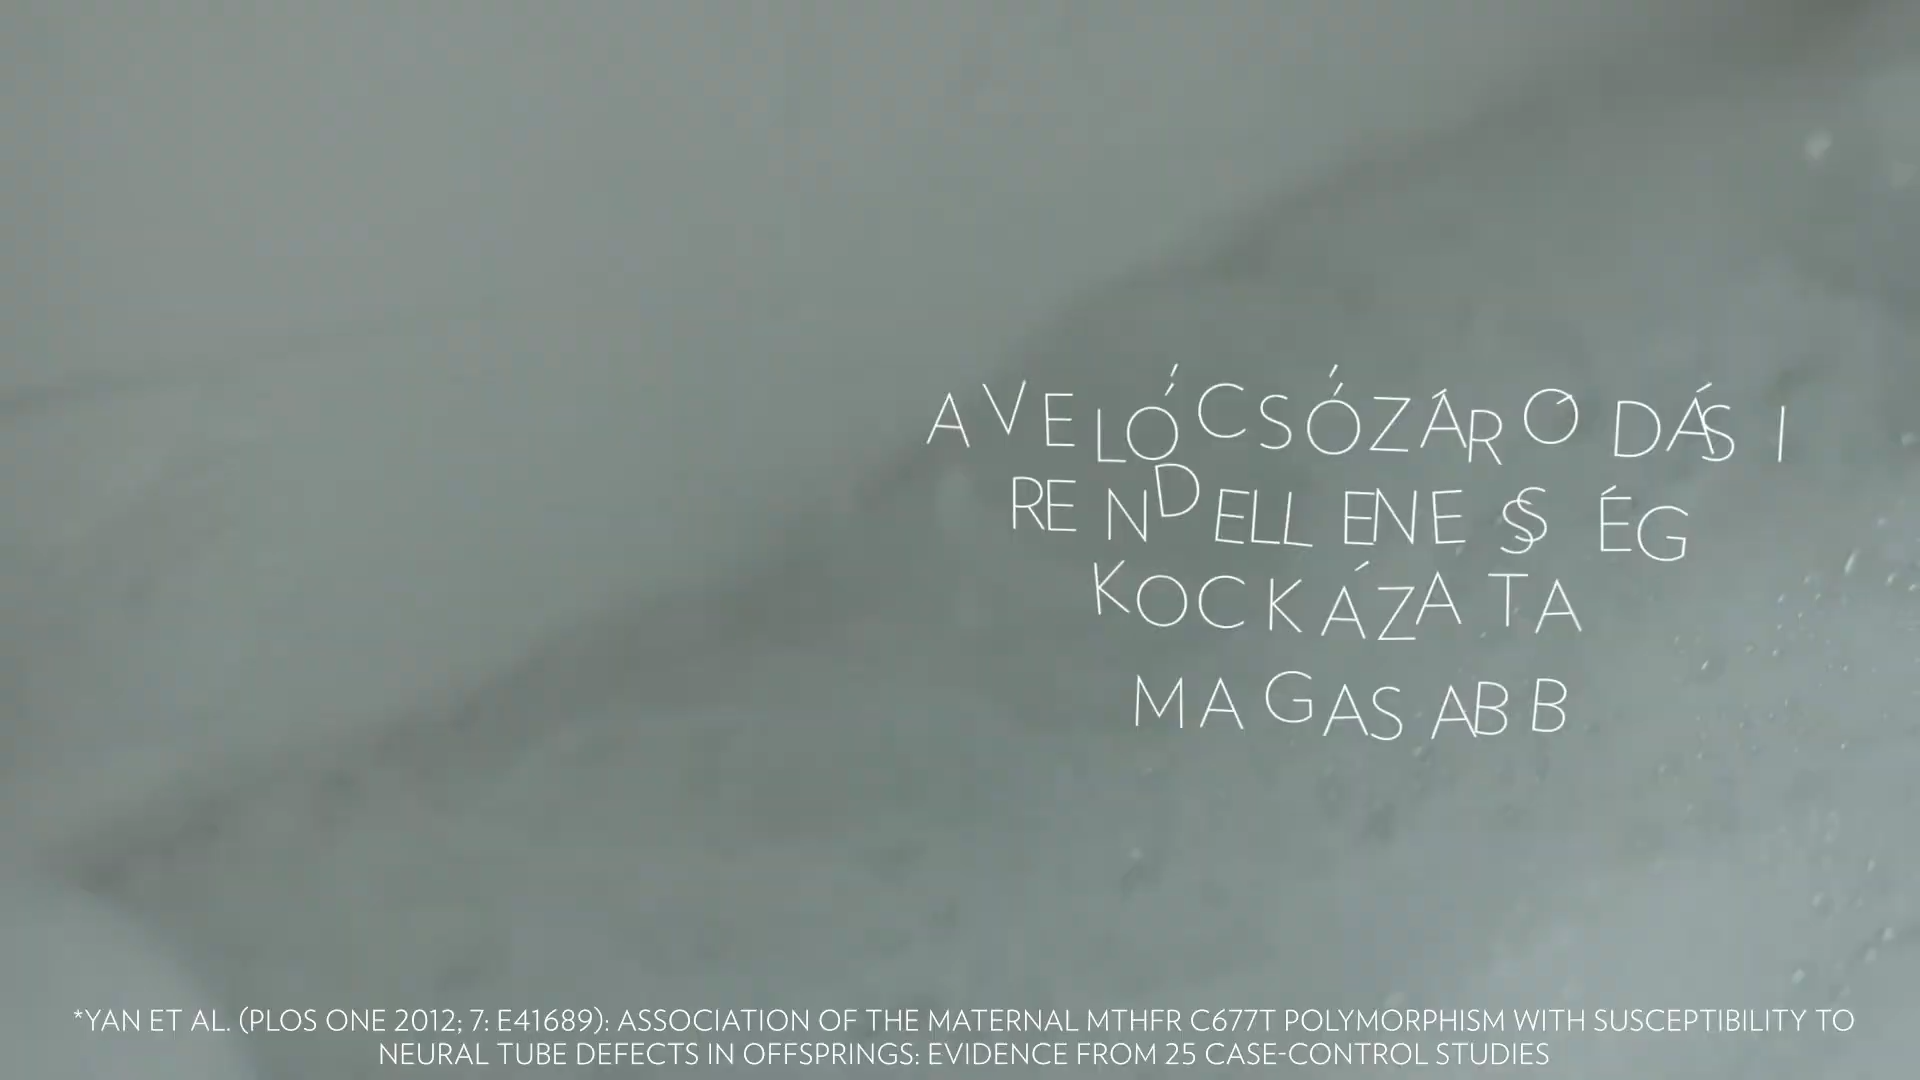 A VELŐCSŐZÁRÓDÁSI
RENDELLENESSÉG
KOCKÁZATA
MAGASABB
*YAN ET AL. (PLOS ONE 2012; 7: E41689): ASSOCIATION OF THE MATERNAL MTHFR C677T POLYMORPHISM WITH SUSCEPTIBILITY TO
NEURAL TUBE DEFECTS IN OFFSPRINGS: EVIDENCE FROM 25 CASE-CONTROL STUDIES